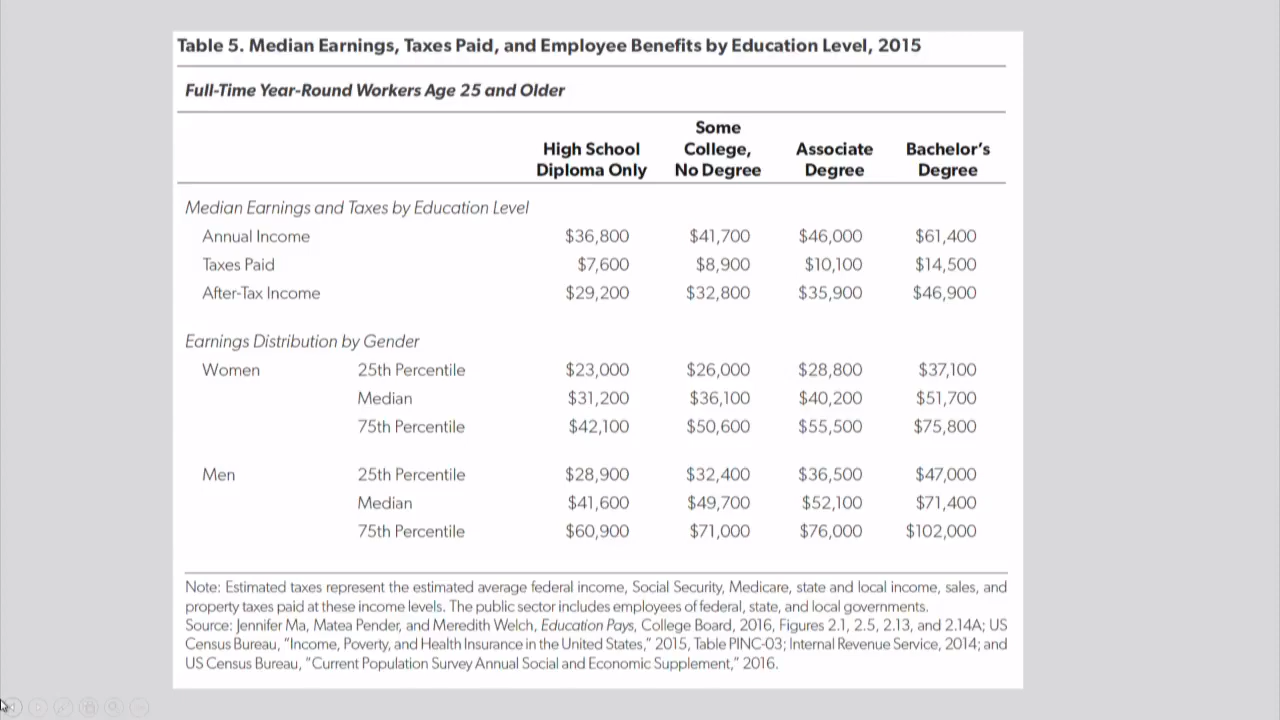 Table 5. Median Earnings, Taxes Paid, and Employee Benefits by Education Level, 2015
Full-Time Year-Round Workers Age 25 and Older
High School Diploma Only Some College, No Degree Associate Degree Bachelor's Degree
Median Earnings and Taxes by Education Level
Annual Income $36,800 $41,700 $46,000 $61,400
Taxes Paid $7,600 $8,900 $10,100 $14,500
After-Tax Income $29,200 $32,800 $35,900 $46,900
Earnings Distribution by Gender
Women 25th Percentile $23,000 $26,000 $28,800 $37,100
Median $31,200 $36,100 $40,200 $51,700
75th Percentile $42,100 $50,600 $55,500 $75,800
Men 25th Percentile $28,900 $32,400 $36,500 $47,000
Median $41,600 $49,700 $52,100 $71,400
75th Percentile $60,900 $71,000 $76,000 $102,000
Note: Estimated taxes represent the estimated average federal income, Social Security, Medicare, state and local income, sales, and
property taxes paid at these income levels. The public sector includes employees of federal, state, and local governments.
Source: Jennifer Ma, Matea Pender, and Meredith Welch, Education Pays, College Board, 2016, Figures 2.1, 2.5, 2.13, and 2.14A; US
Census Bureau, "Income, Poverty, and Health Insurance in the United States," 2015, Table PINC-03; Internal Revenue Service, 2014; and
US Census Bureau, "Current Population Survey Annual Social and Economic Supplement," 2016.